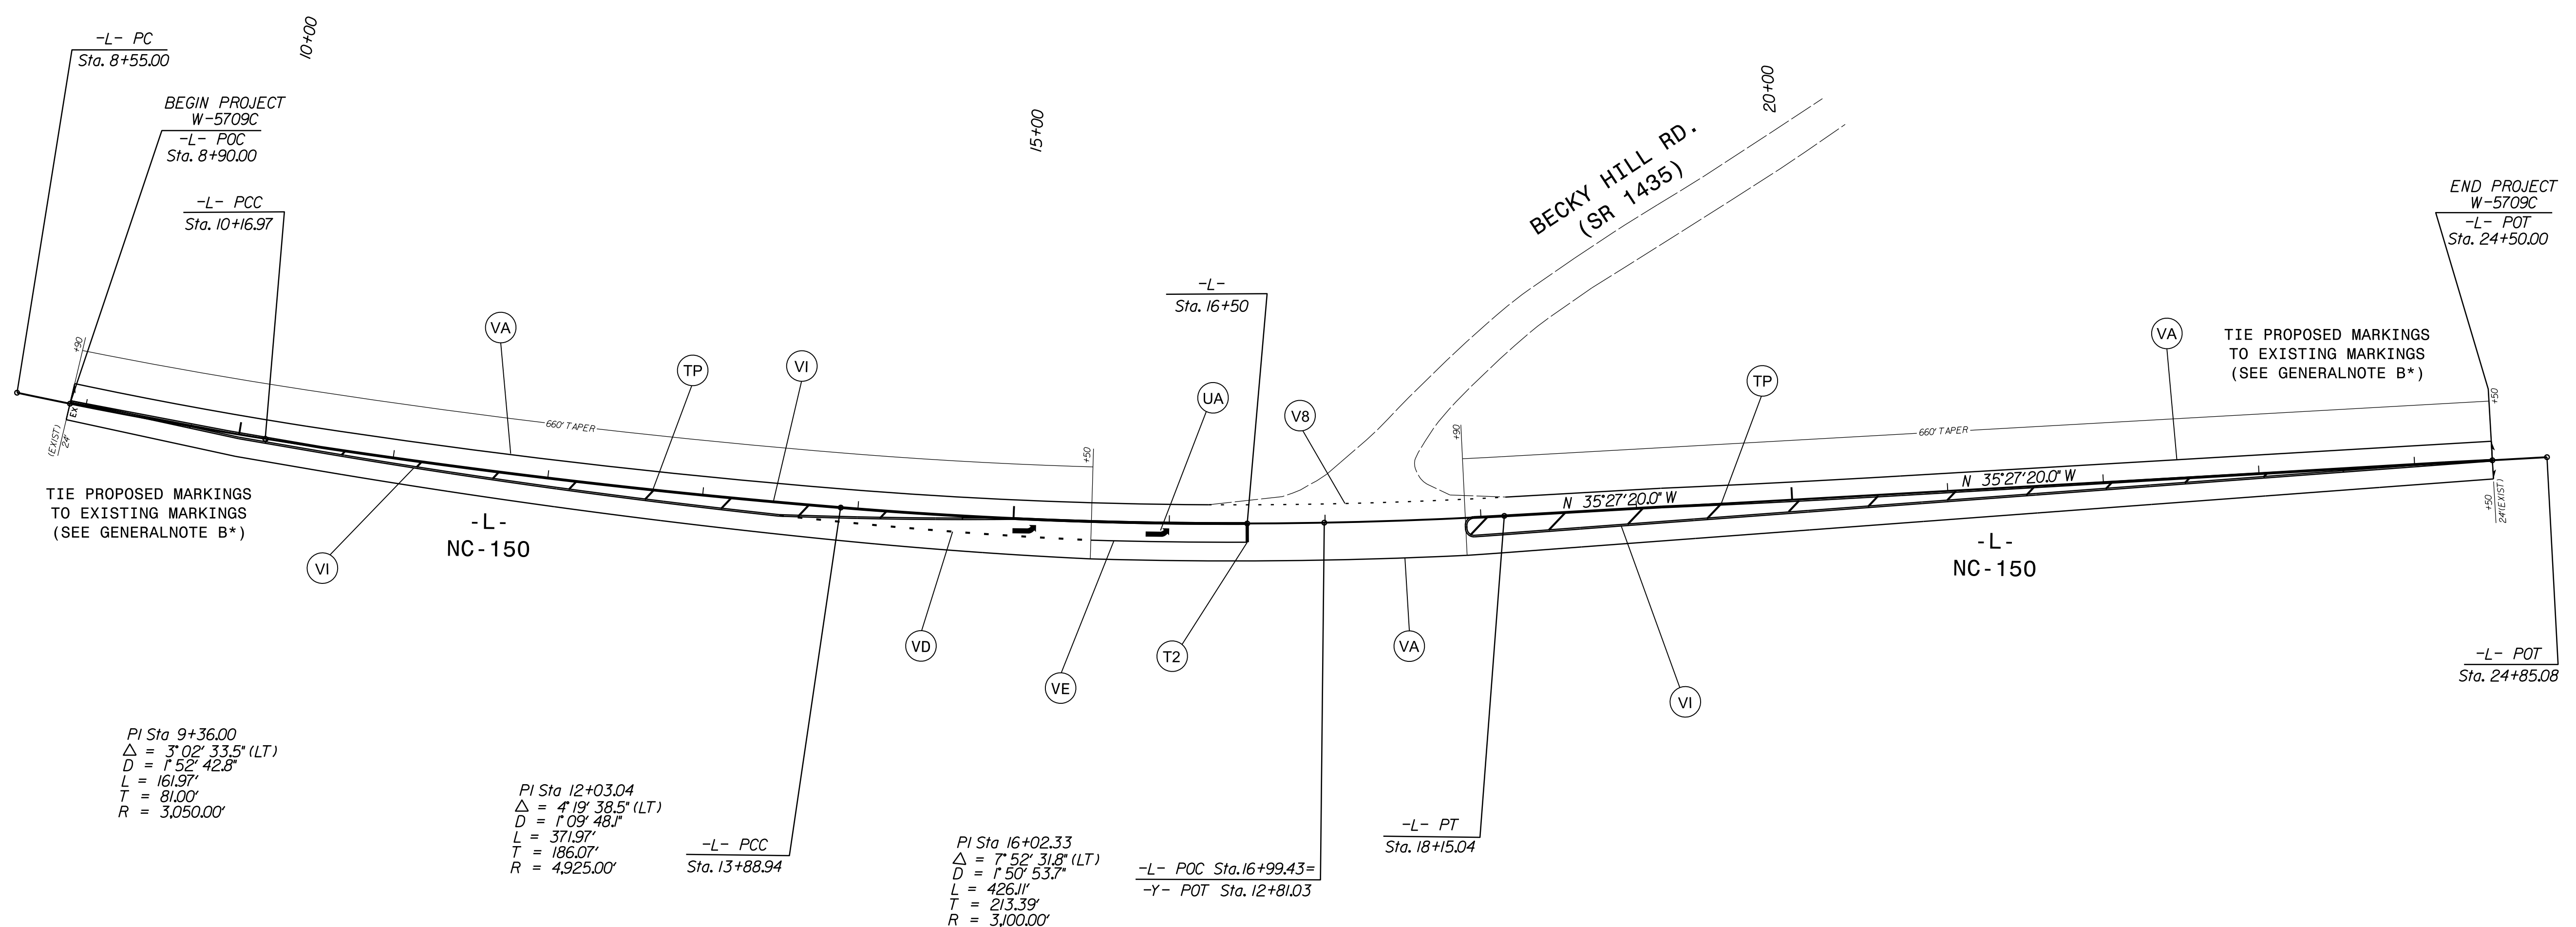 -L- PC
Sta. 8+55.00
10+00
BEGIN PROJECT
W-5709C
-L- POC
Sta. 8+90.00
-L- PCC
Sta. 10+16.97
15+00
20+00
BECKY HILL RD.
(SR 1435)
END PROJECT
W-5709C
-L- POT
Sta. 24+50.00
-L-
Sta. 16+50
+90
VA
TP
VI
660' TAPER
UA
V8
+50
+90
TP
VA
TIE PROPOSED MARKINGS
TO EXISTING MARKINGS
(SEE GENERALNOTE B*)
660' TAPER
+50
EX
(EXIST)
24'
N 35°27'20.0" W
N 35°27'20.0" W
+50
24'(EXIST)
TIE PROPOSED MARKINGS
TO EXISTING MARKINGS
(SEE GENERALNOTE B*)
-L-
NC-150
VI
VD
VE
T2
VA
VI
-L-
NC-150
-L- POT
Sta. 24+85.08
PI Sta 9+36.00
△ = 3°02' 33.5" (LT)
D = 1°52' 42.8"
L = 161.97'
T = 81.00'
R = 3,050.00'
PI Sta 12+03.04
△ = 4°19' 38.5" (LT)
D = 1°09' 48.1"
L = 371.97'
T = 186.07'
R = 4,925.00'
-L- PCC
Sta. 13+88.94
PI Sta 16+02.33
△ = 7°52' 31.8" (LT)
D = 1°50' 53.7"
L = 426.11'
T = 213.39'
R = 3,100.00'
-L- POC Sta. 16+99.43=
-Y- POT Sta. 12+81.03
-L- PT
Sta. 18+15.04